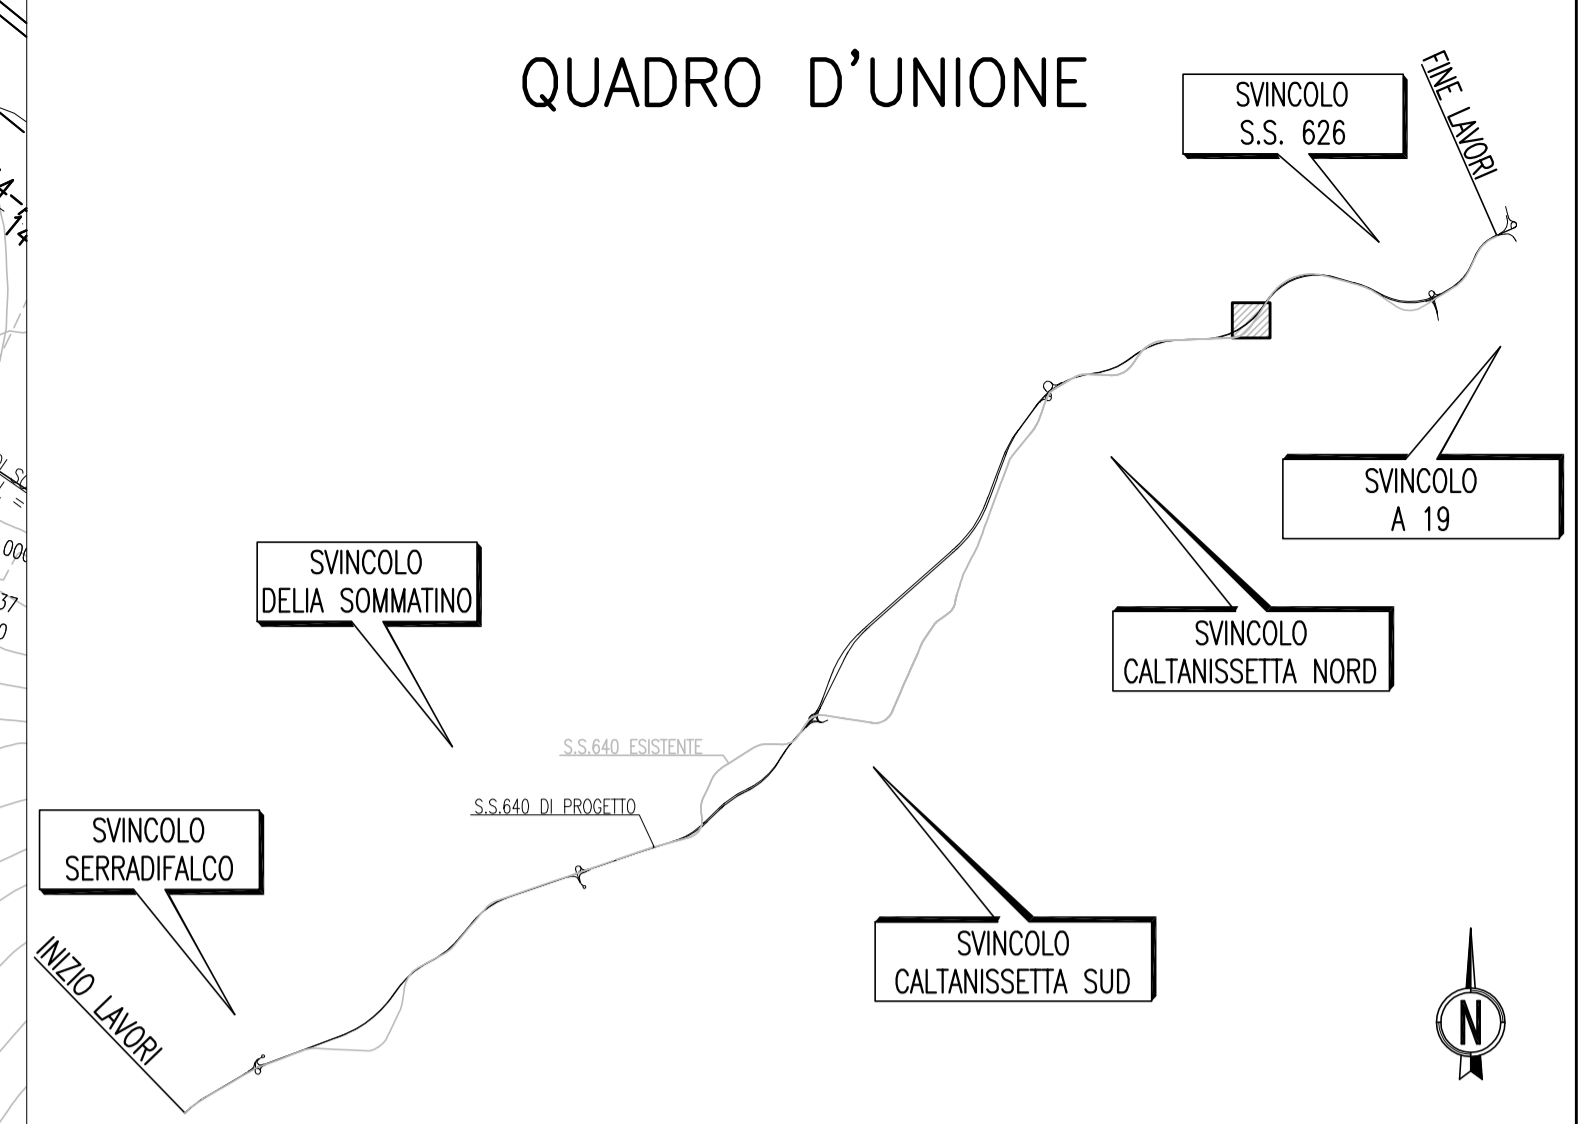 QUADRO D'UNIONE
SVINCOLO
S.S. 626
FINE LAVORI
SVINCOLO
A 19
SVINCOLO
DELIA SOMMATINO
SVINCOLO
CALTANISSETTA NORD
S.S.640 ESISTENTE
S.S.640 DI PROGETTO
SVINCOLO
SERRADIFALCO
SVINCOLO
CALTANISSETTA SUD
INIZIO LAVORI
N
37